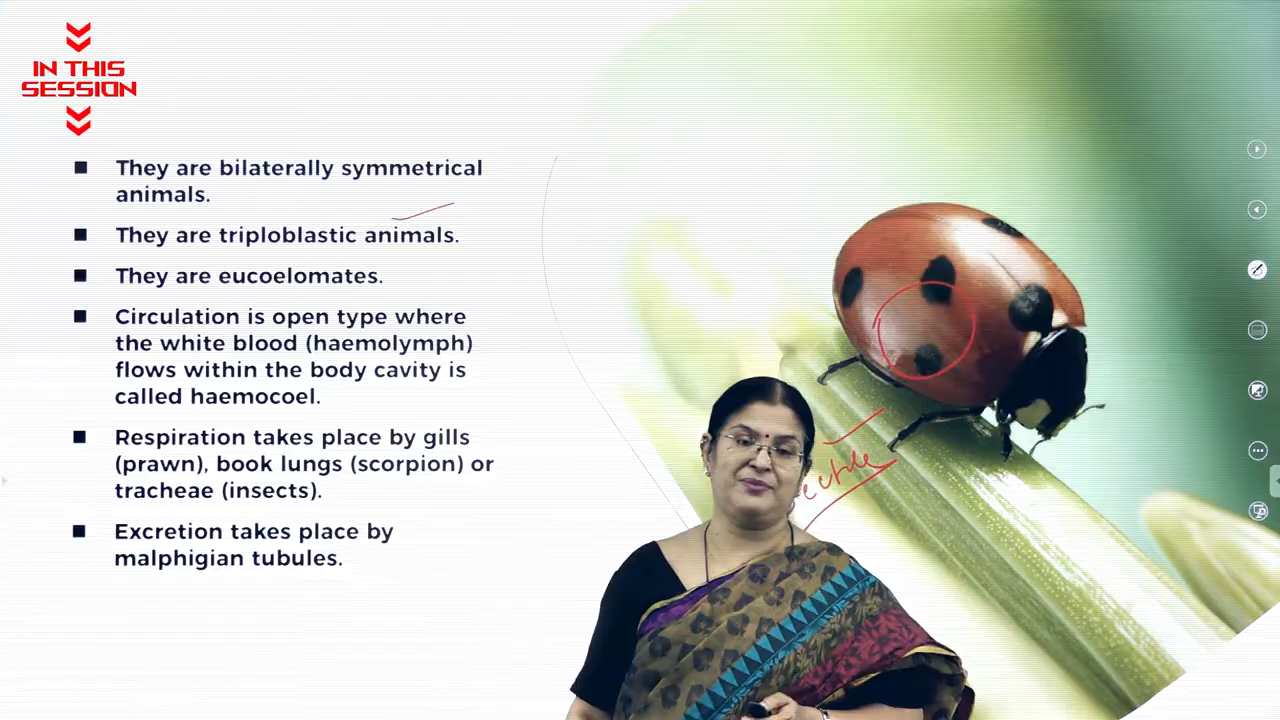 IN THIS
SESSION
They are bilaterally symmetrical
animals.
They are triploblastic animals.
They are eucoelomates.
Circulation is open type where
the white blood (haemolymph)
flows within the body cavity is
called haemocoel.
Respiration takes place by gills
(prawn), book lungs (scorpion) or
tracheae (insects).
Excretion takes place by
malphigian tubules.